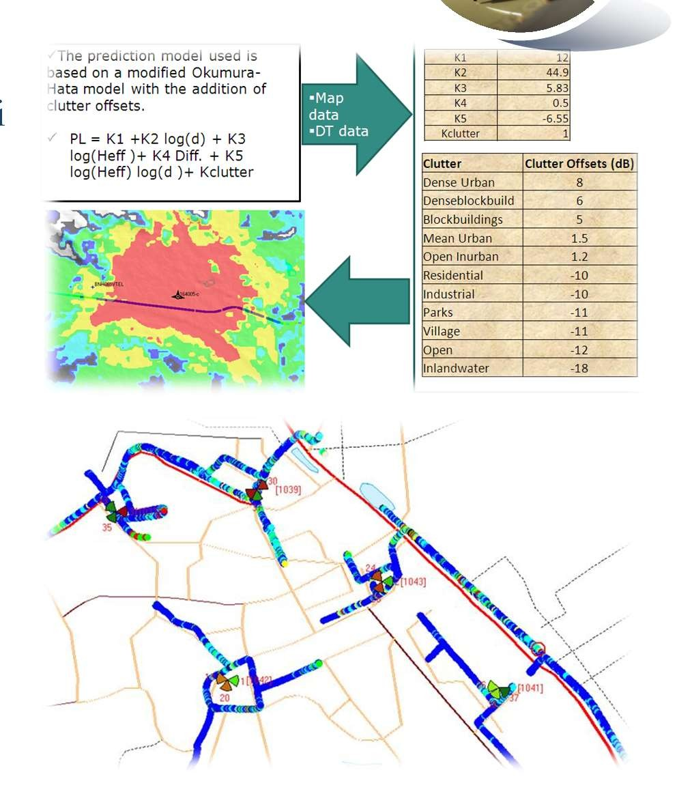 ✓The prediction model used is
based on a modified Okumura-
Hata model with the addition of
clutter offsets.
✓ PL = K1 +K2 log(d) + K3
log(Heff )+ K4 Diff. + K5
log(Heff) log(d )+ Kclutter
▪Map
data
▪DT data
K1 12
K2 44.9
K3 5.83
K4 0.5
K5 -6.55
Kclutter 1
Clutter Clutter Offsets (dB)
Dense Urban 8
Denseblockbuild 6
Blockbuildings 5
Mean Urban 1.5
Open Inurban 1.2
Residential -10
Industrial -10
Parks -11
Village -11
Open -12
Inlandwater -18
i
30
[1039]
35
24
[1043]
20
[1041]
37